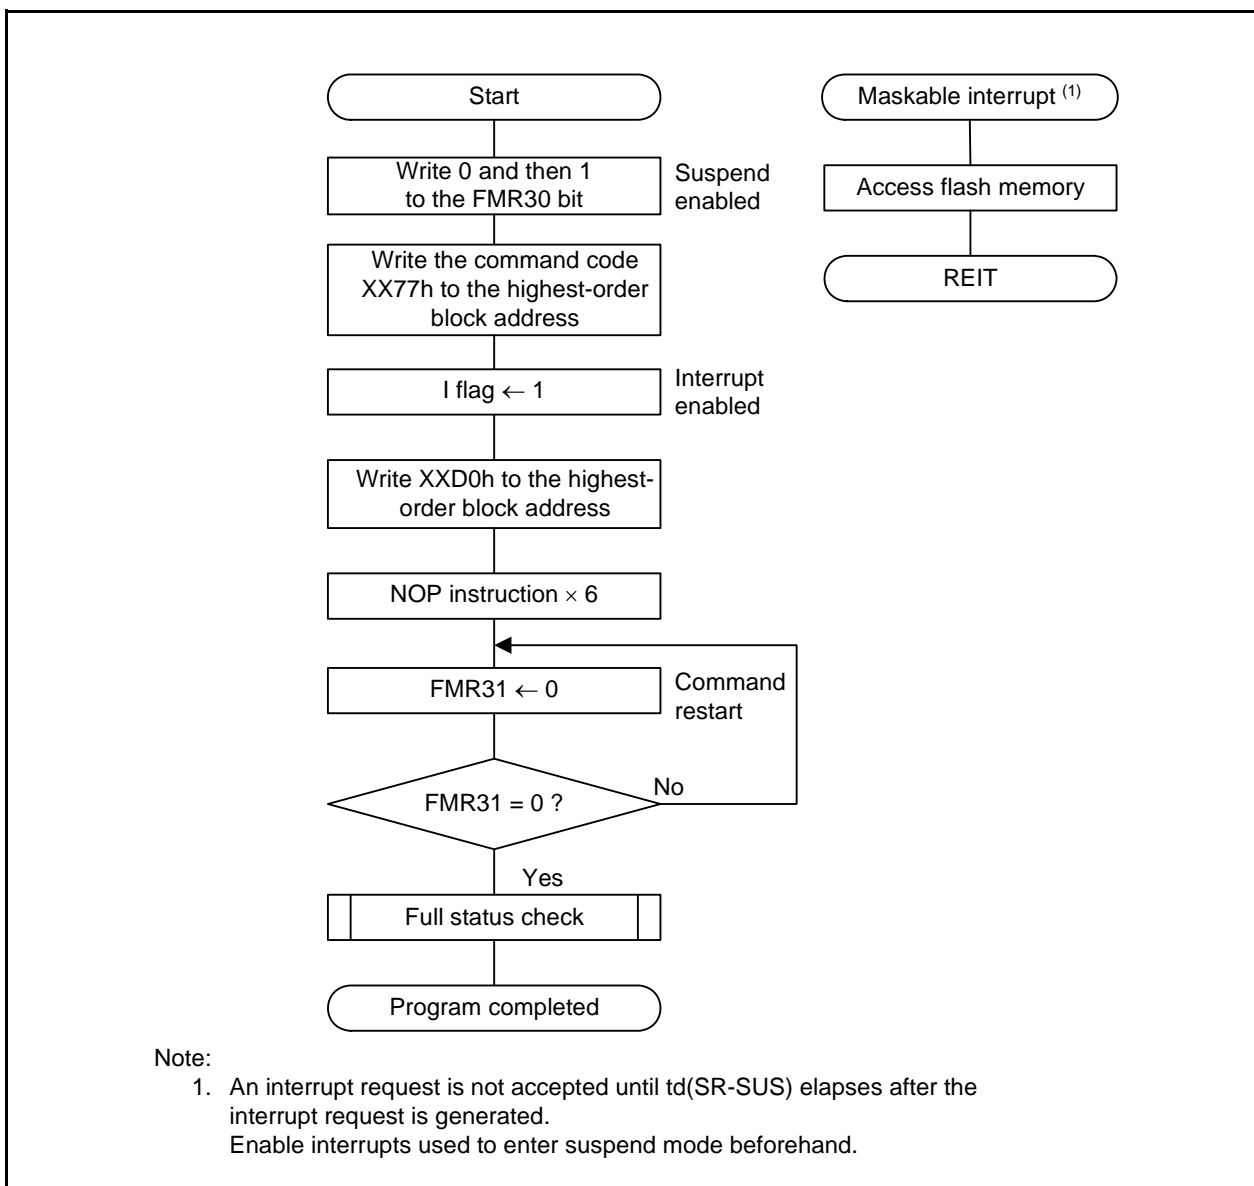 Start
Write 0 and then 1
to the FMR30 bit
Suspend
enabled
Write the command code
XX77h to the highest-order
block address
I flag ← 1
Interrupt
enabled
Write XXD0h to the highest-
order block address
NOP instruction × 6
FMR31 ← 0
Command
restart
FMR31 = 0 ?
No
Yes
Full status check
Program completed
Maskable interrupt (1)
Access flash memory
REIT
Note:
1. An interrupt request is not accepted until td(SR-SUS) elapses after the
interrupt request is generated.
Enable interrupts used to enter suspend mode beforehand.